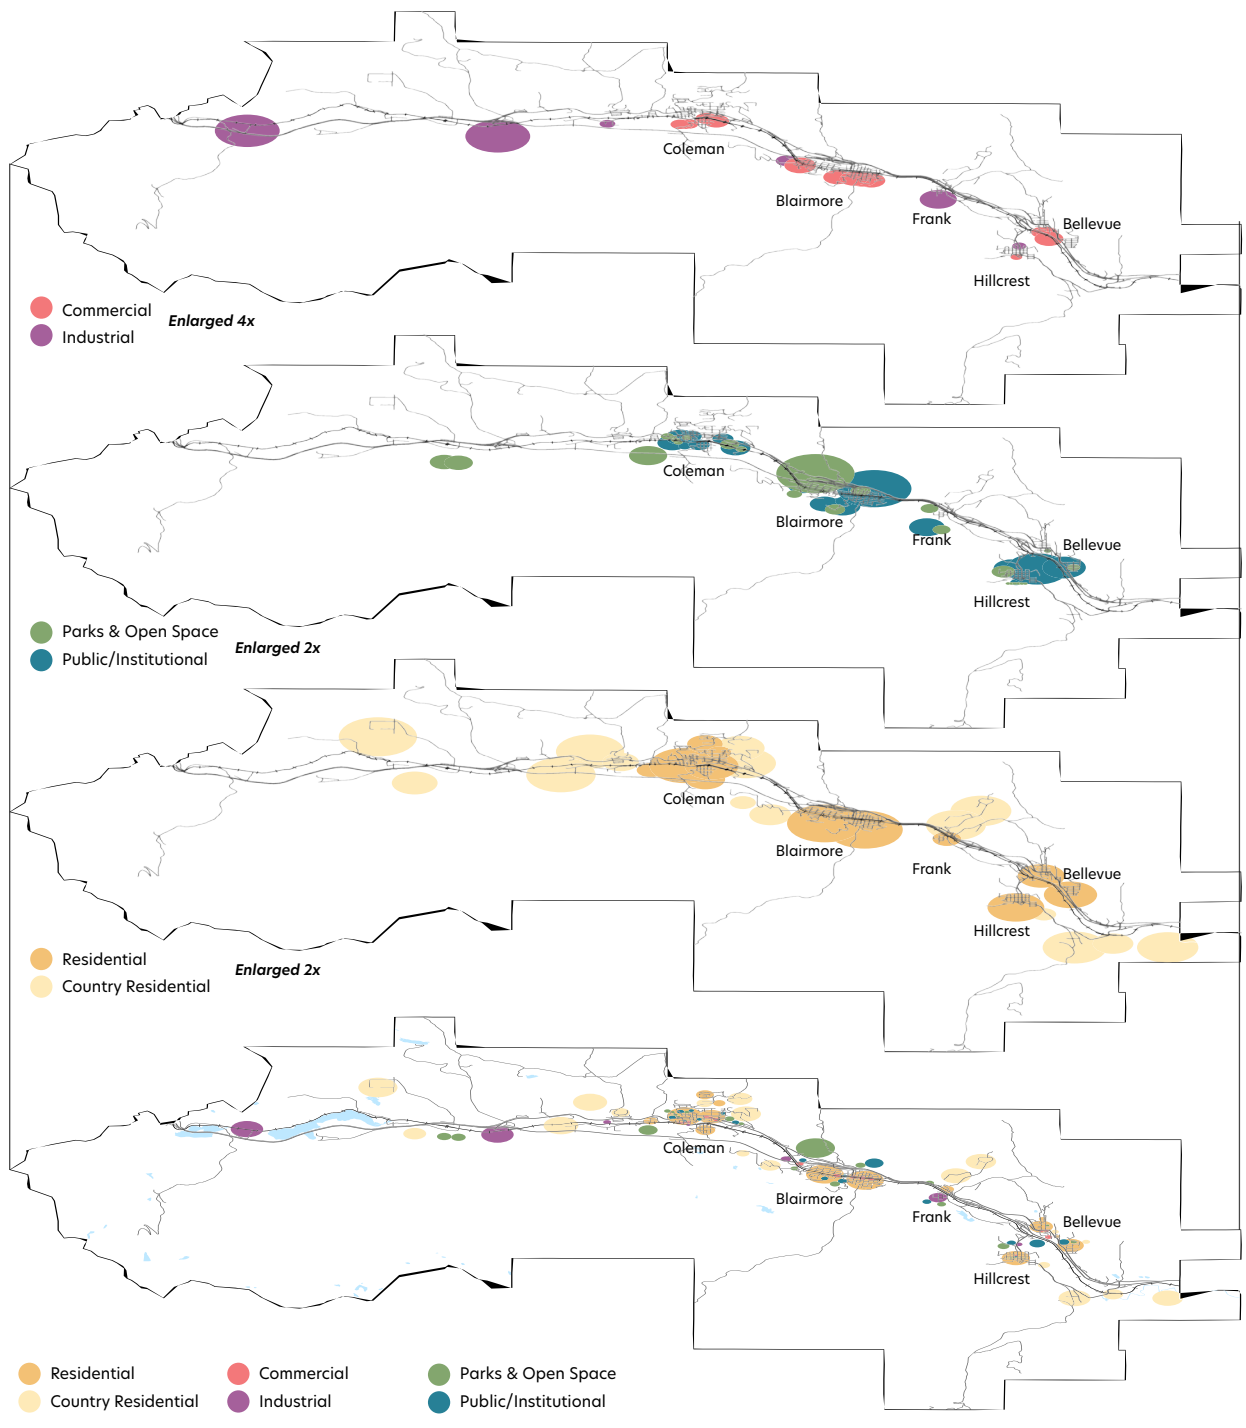 Coleman
Blairmore
Frank
Bellevue
Hillcrest
Commercial
Enlarged 4x
Industrial
Coleman
Blairmore
Frank
Bellevue
Hillcrest
Parks & Open Space
Enlarged 2x
Public/Institutional
Coleman
Blairmore
Frank
Bellevue
Hillcrest
Residential
Enlarged 2x
Country Residential
Coleman
Blairmore
Frank
Bellevue
Hillcrest
Residential
Commercial
Parks & Open Space
Country Residential
Industrial
Public/Institutional